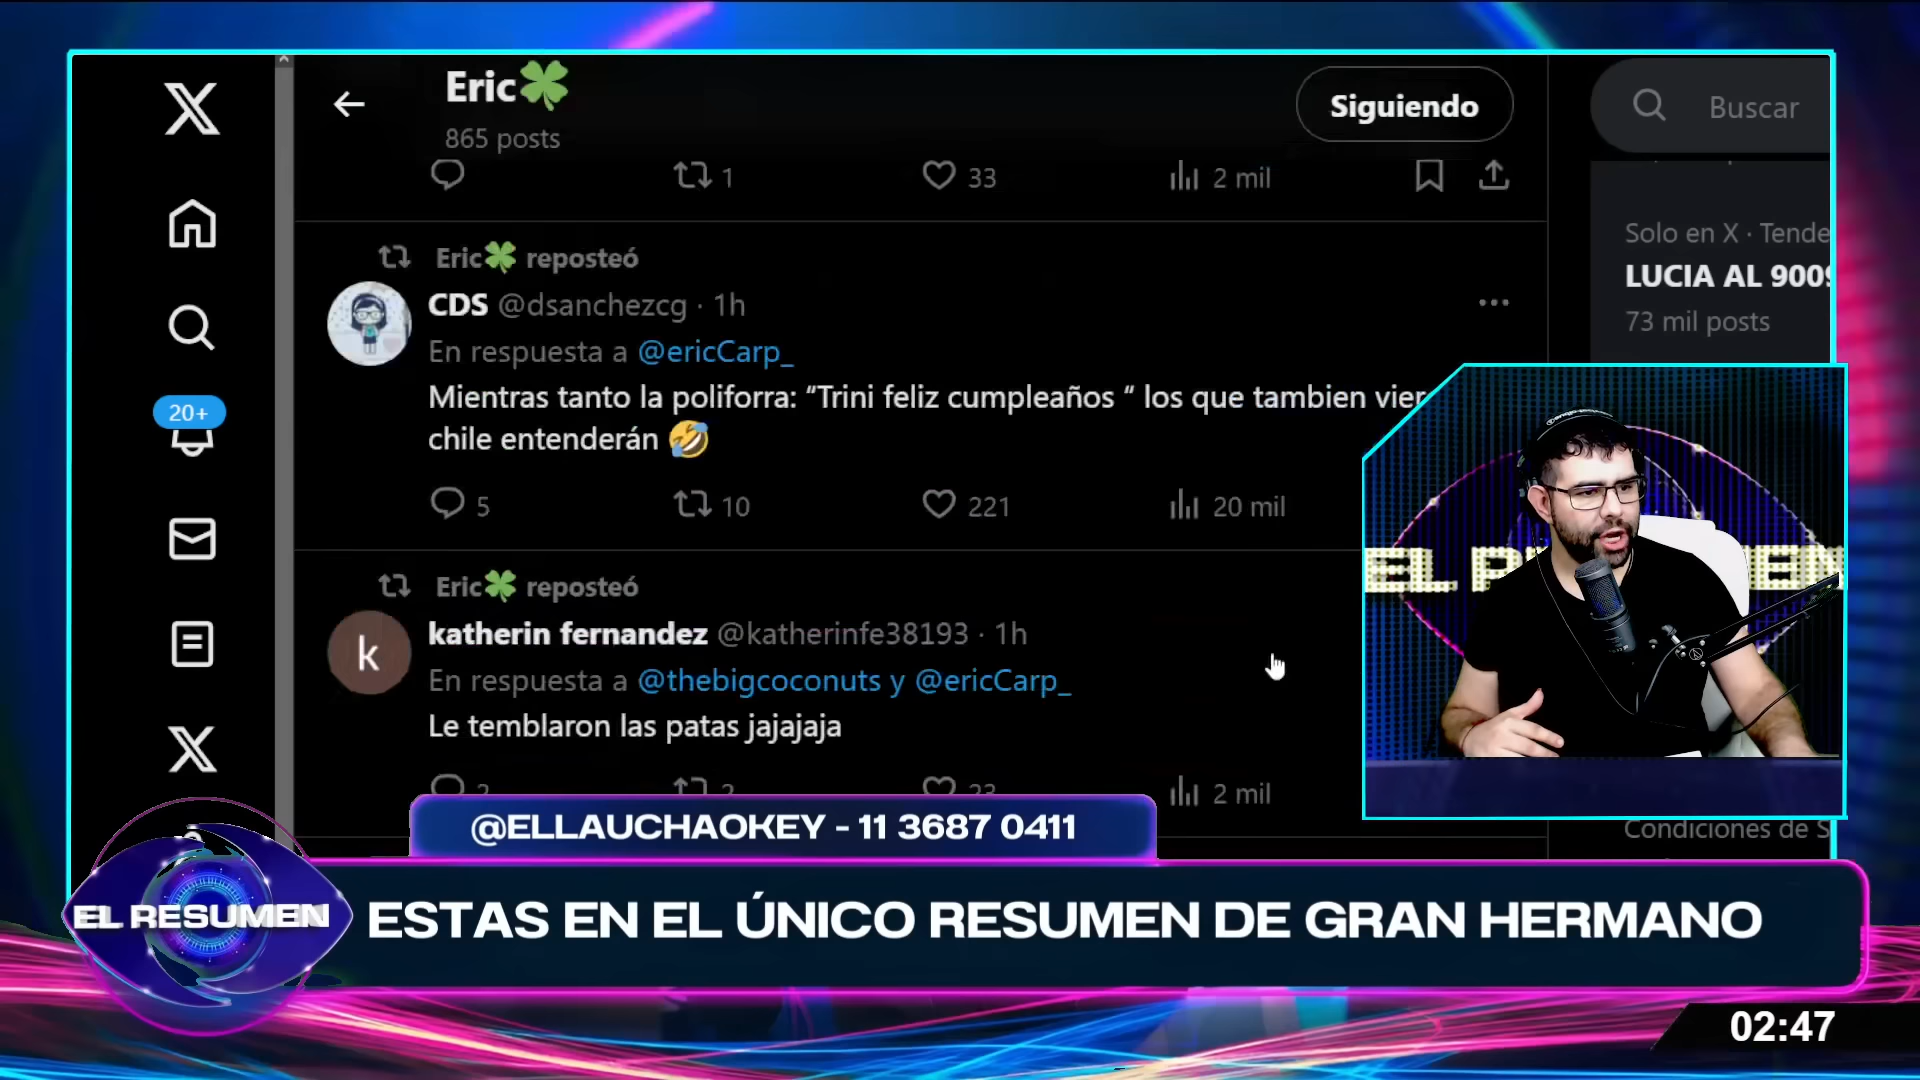 Eric🍀
865 posts
Siguiendo
Buscar
1
33
2 mil
Eric🍀 reposteó
CDS @dsanchezcg · 1h
En respuesta a @ericCarp_
Mientras tanto la poliforra: “Trini feliz cumpleaños “ los que tambien vier
chile entenderán 🤣
5
10
221
20 mil
Eric🍀 reposteó
k
katherin fernandez @katherinfe38193 · 1h
En respuesta a @thebigcoconuts y @ericCarp_
Le temblaron las patas jajajaja
2
2
23
2 mil
20+
Solo en X · Tende
LUCIA AL 9009
73 mil posts
Condiciones de S
@ELLAUCHAOKEY - 11 3687 0411
EL RESUMEN
ESTAS EN EL ÚNICO RESUMEN DE GRAN HERMANO
02:47